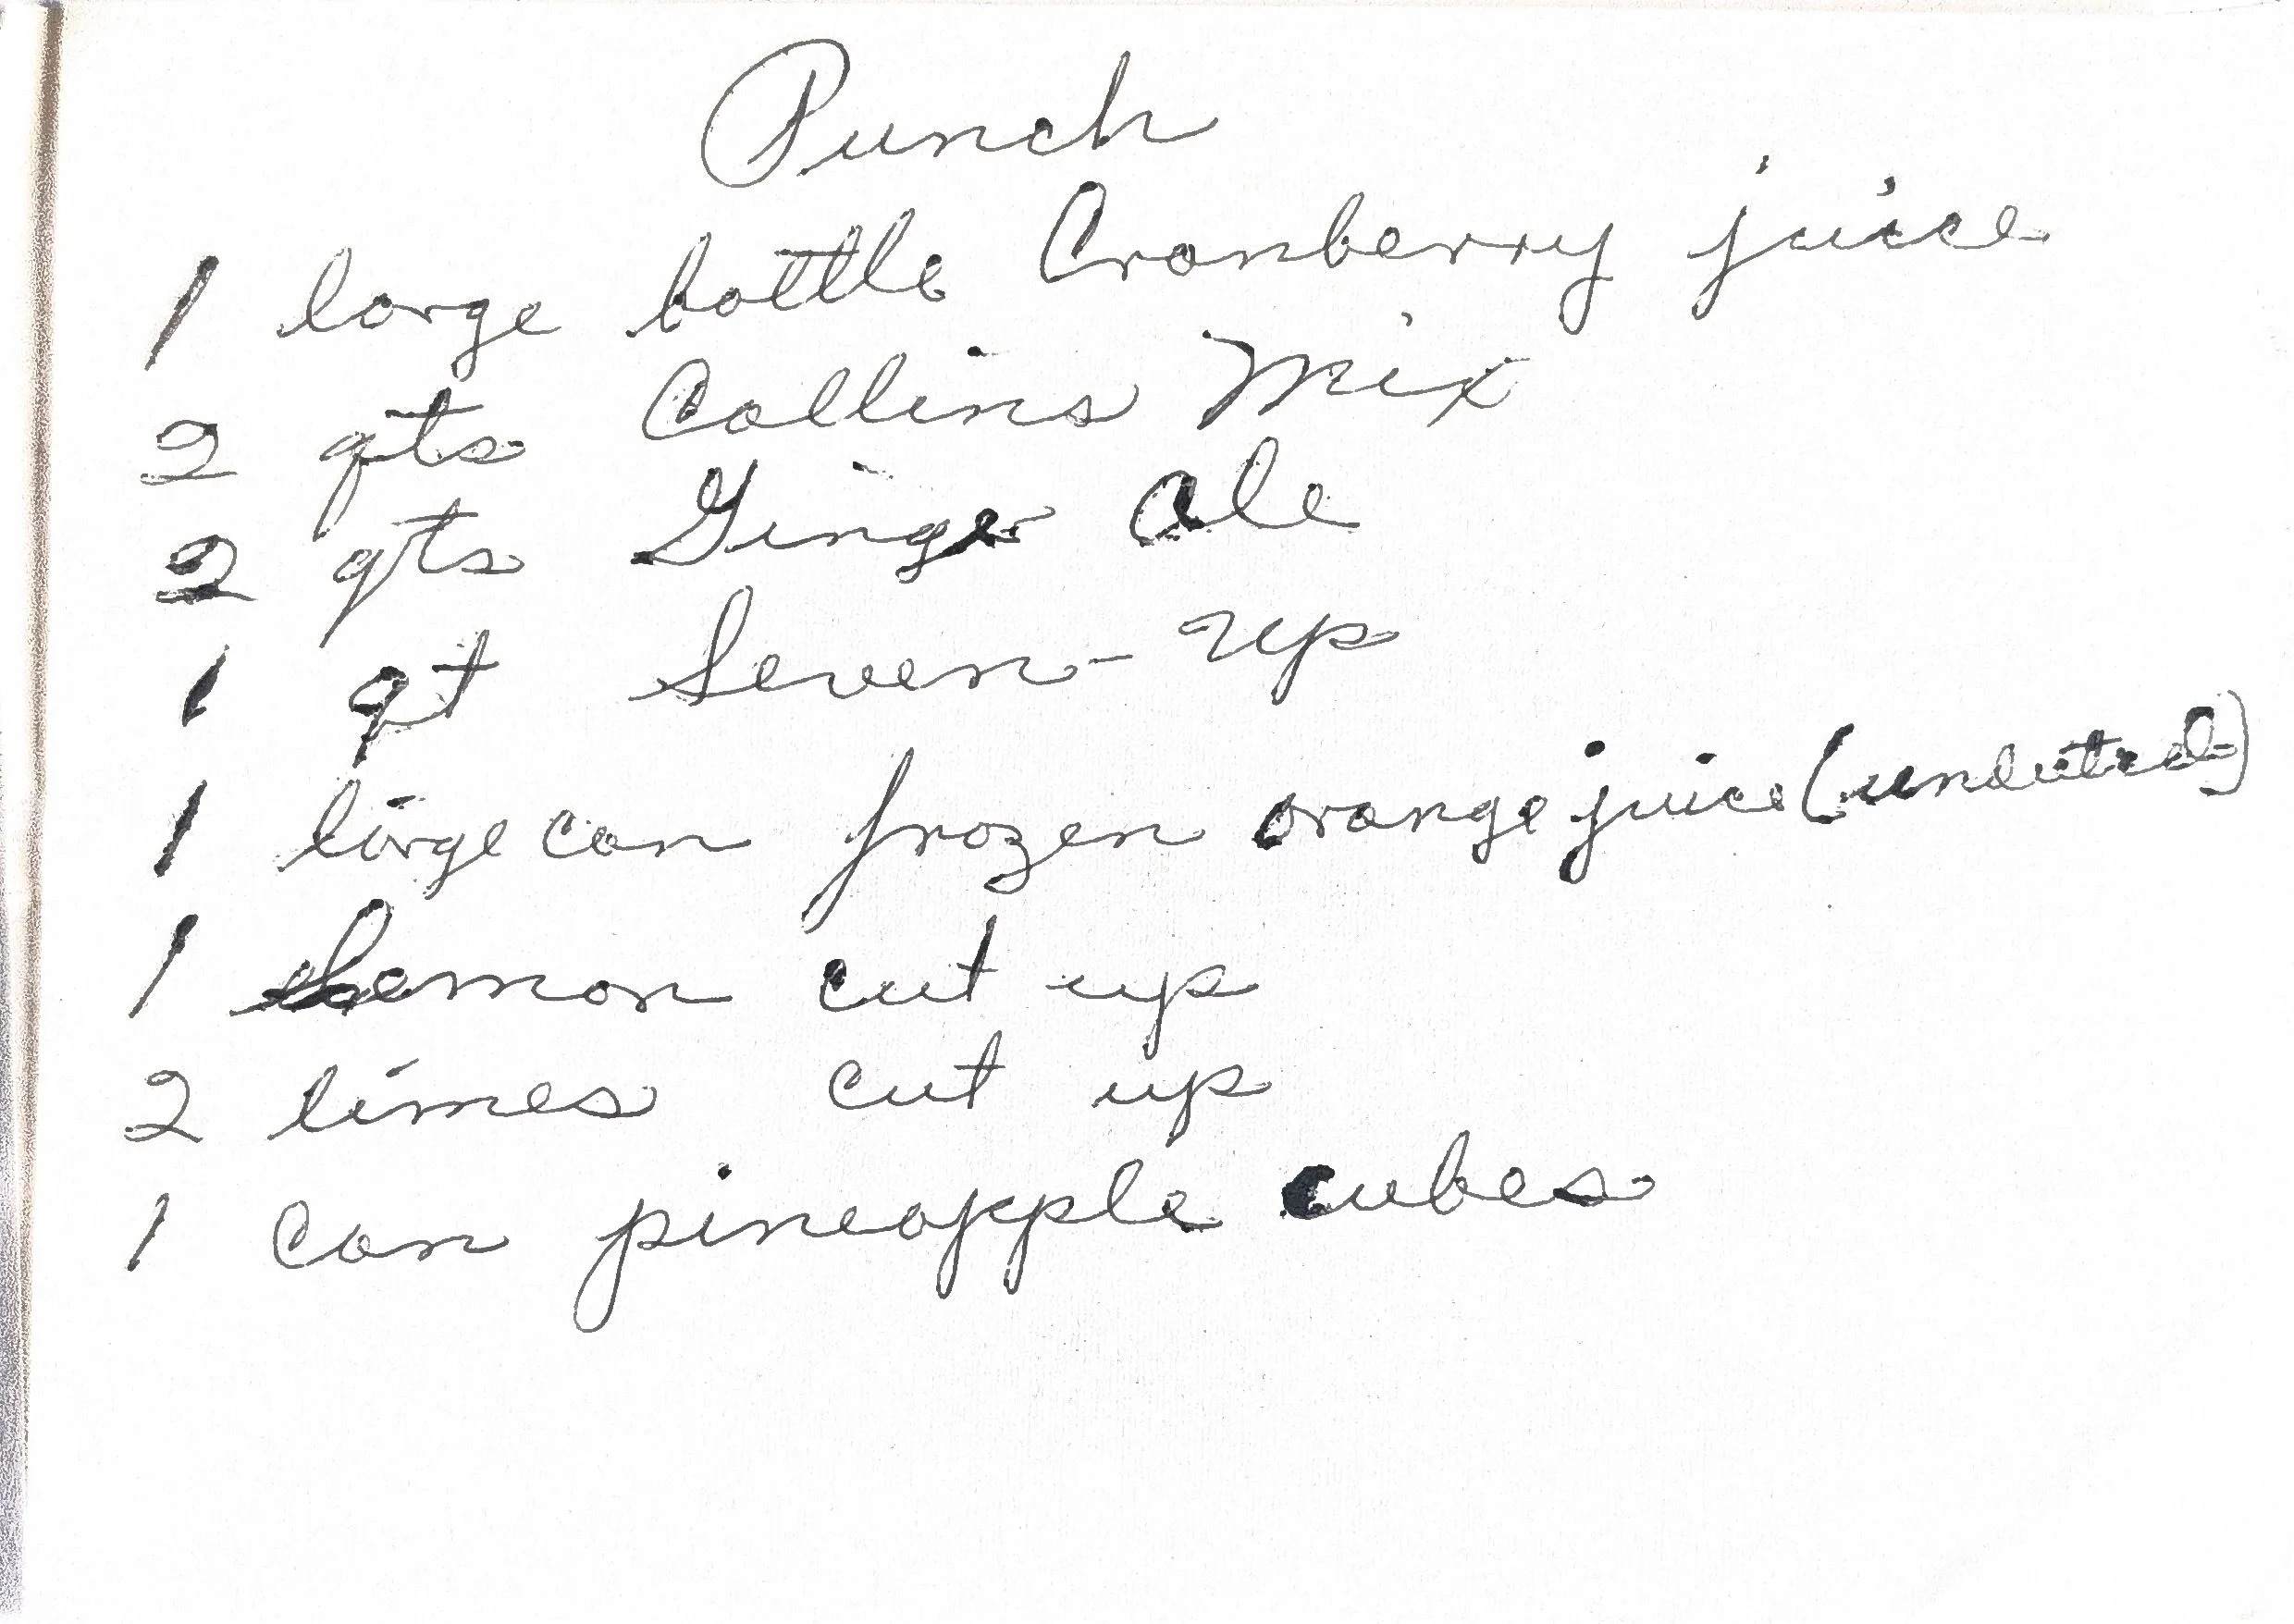 Punch
1 large bottle Cranberry juice
2 qts Collins Mix
2 qts Ginger Ale
1 qt Seven-up
1 large can frozen orange juice (
1 Lemon cut up
2 limes cut up
1 can pineapple cubes